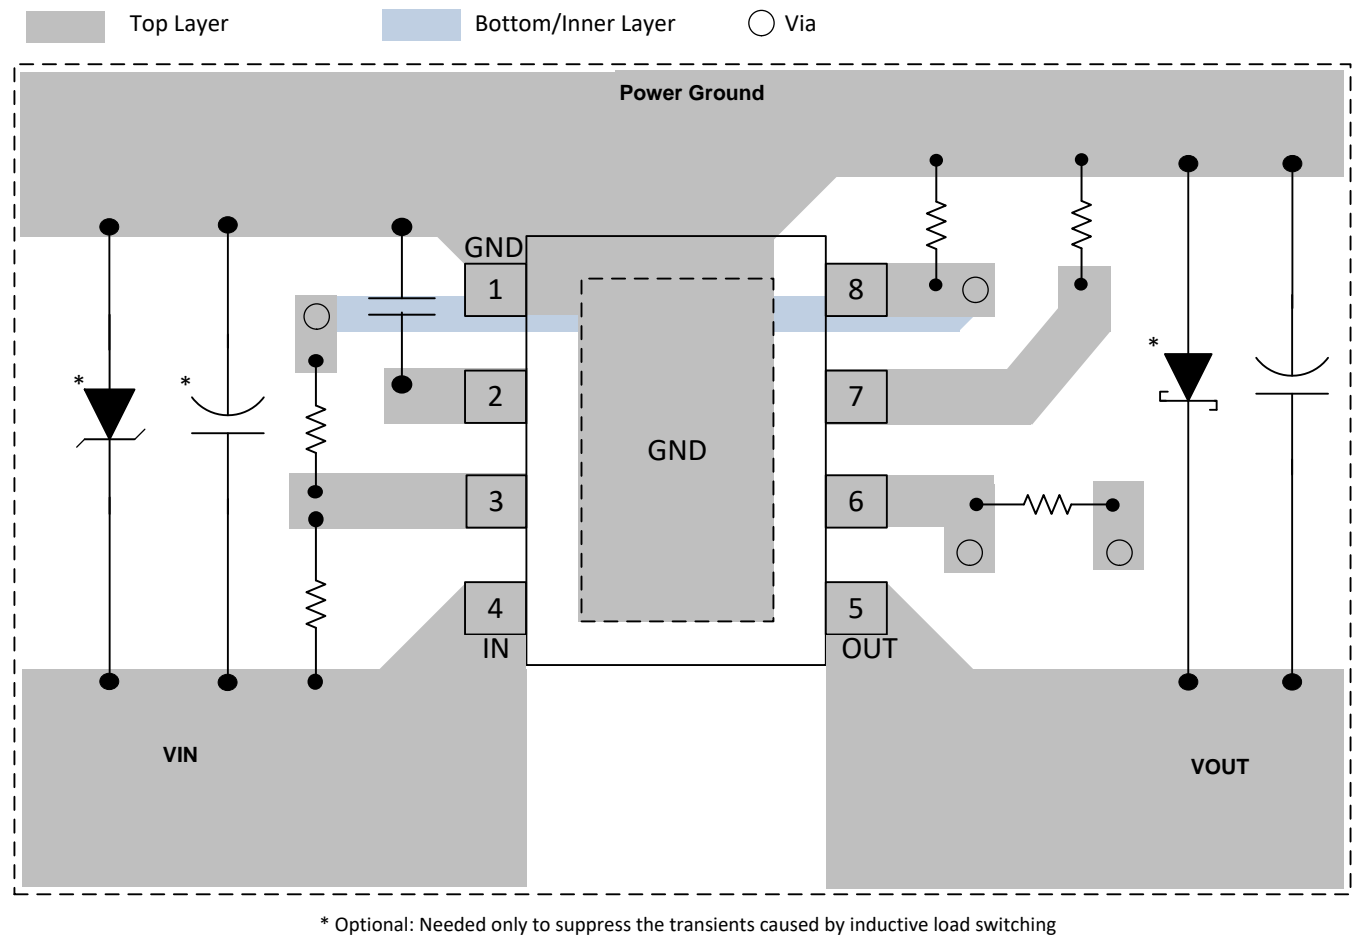 Top Layer
Bottom/Inner Layer
Via
Power Ground
GND
1
8
*
*
*
2
7
GND
3
6
4
5
IN
OUT
VIN
VOUT
* Optional: Needed only to suppress the transients caused by inductive load switching